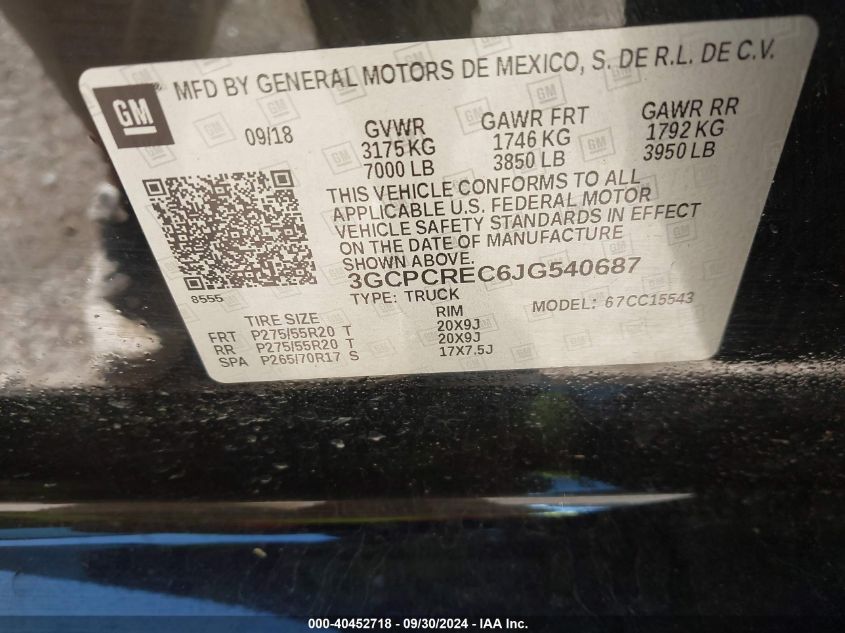 MFD BY GENERAL MOTORS DE MEXICO, S. DE R.L. DE C.V.
GM
09/18
GVWR GAWR FRT GAWR RR
3175 KG 1746 KG 1792 KG
7000 LB 3850 LB 3950 LB
THIS VEHICLE CONFORMS TO ALL
APPLICABLE U.S. FEDERAL MOTOR
VEHICLE SAFETY STANDARDS IN EFFECT
ON THE DATE OF MANUFACTURE
SHOWN ABOVE.
3GCPCREC6JG540687
8555
TYPE: TRUCK MODEL: 67CC15543
TIRE SIZE RIM
FRT P275/55R20 T 20X9J
RR P275/55R20 T 20X9J
SPA P265/70R17 S 17X7.5J
000-40452718 - 09/30/2024 - IAA Inc.